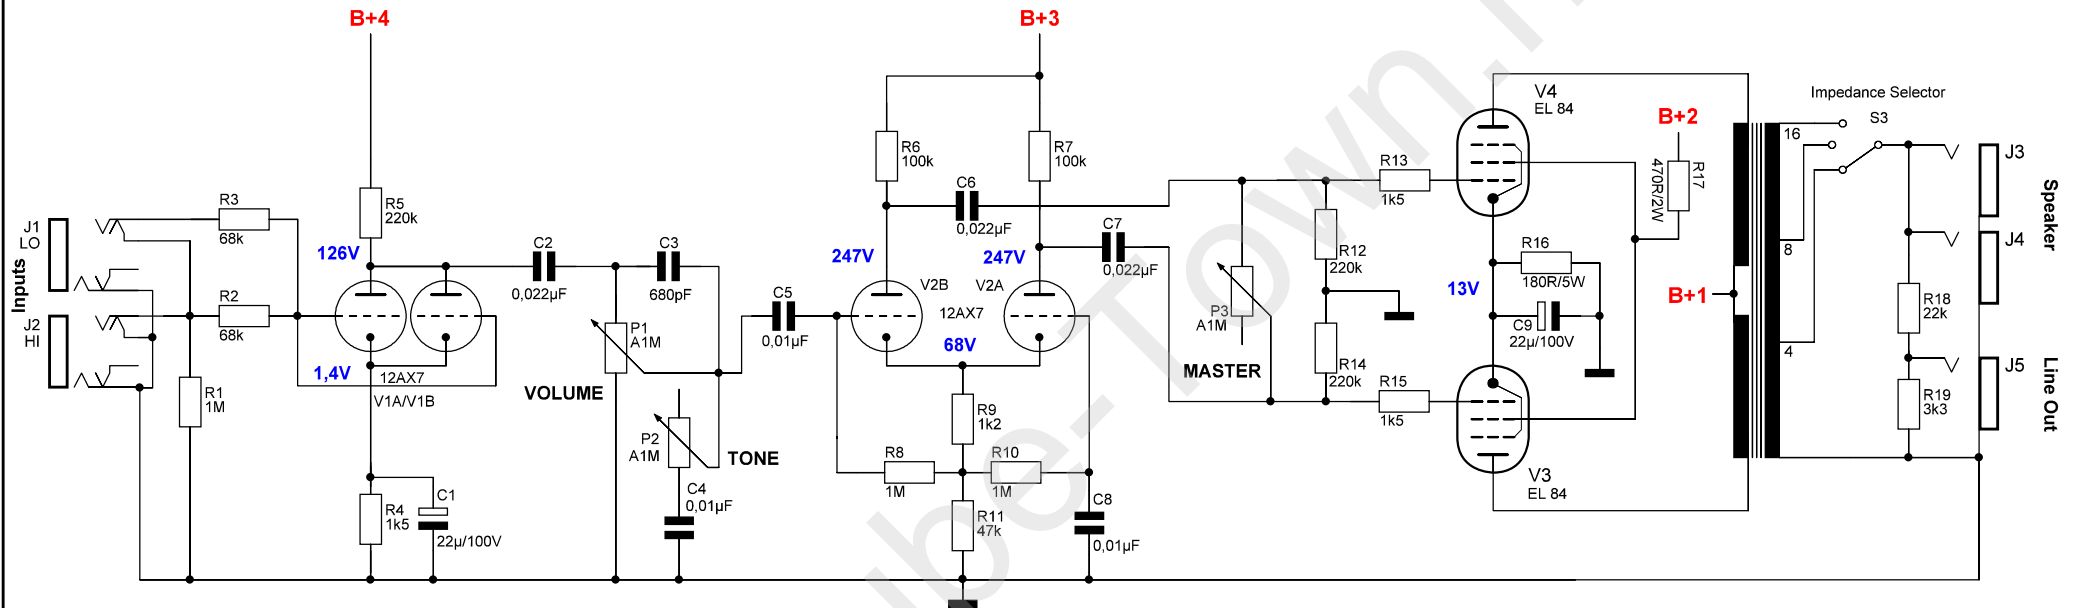 B+4
B+3
V4
EL 84
Impedance Selector
S3
B+2
16
R6
100k
R7
100k
R17
470R/2W
J3
R13
1k5
C6
0,022µF
R3
68k
R5
220k
J1
LO
126V
C2
0,022µF
C3
680pF
247V
247V
C7
0,022µF
R12
220k
R16
180R/5W
8
J4
Speaker
Inputs
R2
68k
J2
HI
V2B
V2A
12AX7
68V
P3
A1M
13V
B+1
C9
22µ/100V
R18
22k
C5
0,01µF
P1
A1M
VOLUME
1,4V
12AX7
V1A/V1B
R1
1M
MASTER
R14
220k
R15
1k5
4
J5
Line Out
R19
3k3
P2
A1M
TONE
R9
1k2
R8
1M
R10
1M
V3
EL 84
C4
0,01µF
R4
1k5
C1
22µ/100V
R11
47k
C8
0,01µF
ube-Town.